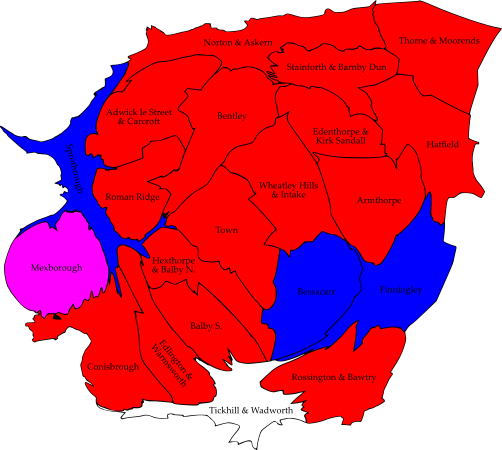 Thorne & Moorends
Norton & Askern
Stainforth & Barnby Dun
Adwick le Street
& Carcroft
Bentley
Edenthorpe &
Kirk Sandall
Hatfield
Sprotbrough
Wheatley Hills
& Intake
Roman Ridge
Armthorpe
Town
Mexborough
Hexthorpe
& Balby N.
Bessacarr
Finningley
Balby S.
Edlington &
Warmsworth
Conisbrough
Rossington & Bawtry
Tickhill & Wadworth